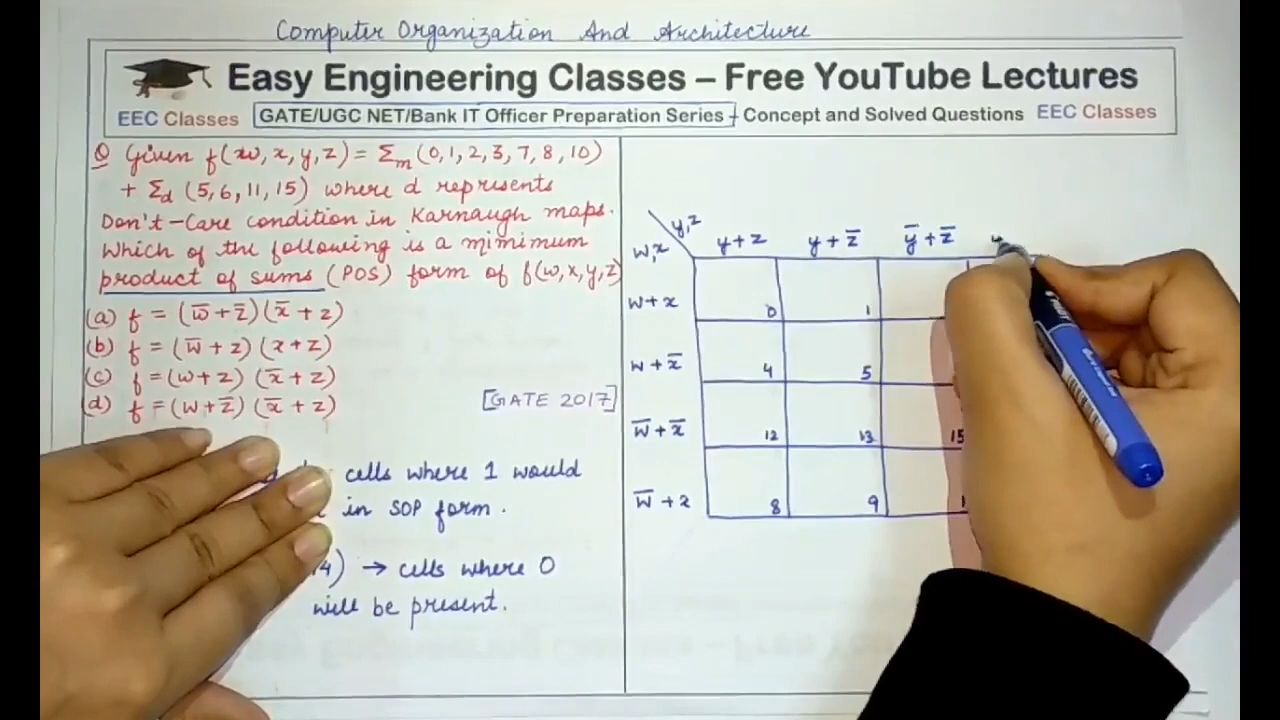 Computer Organization And Architecture
Easy Engineering Classes – Free YouTube Lectures
EEC Classes GATE/UGC NET/Bank IT Officer Preparation Series – Concept and Solved Questions EEC Classes
Q Given f(w, x, y, z) = Σm (0, 1, 2, 3, 7, 8, 10)
+ Σd (5, 6, 11, 15) where d represents
Don't-Care condition in Karnaugh maps.
Which of the following is a mimimum
product of sums (POS) form of f(w,x,y,z)
(a) f = (w̅ + z̅) (x̅ + z)
(b) f = (w̅ + z) (x + z)
(c) f = (w + z) (x̅ + z)
(d) f = (w + z̅) (x̅ + z)
[GATE 2017]
cells where 1 would
in SOP form.
14) → cells where 0
will be present.
y,z
w,x
y + z y + z̅ y̅ + z̅
w + x 0 1
w + x̅ 4 5
w̅ + x̅ 12 13 15
w̅ + x 8 9